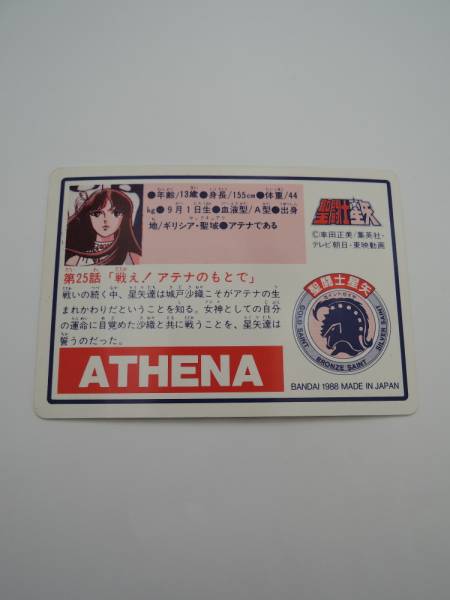 ●年齢/13歳●身長/155cm●体重/44
kg●9月1日生●血液型/A型●出身
地/ギリシア・聖域●アテナである
聖闘士星矢
©車田正美/集英社・
テレビ朝日・東映動画
第25話「戦え!アテナのもとで」
戦いの続く中、星矢達は城戸沙織こそがアテナの生
まれかわりだということを知る。女神としての自分
の運命に目覚めた沙織と共に戦うことを、星矢達は
誓うのだった。
聖闘士星矢
GOLD SAINT
BRONZE SAINT
SILVER SAINT
ATHENA
BANDAI 1988 MADE IN JAPAN